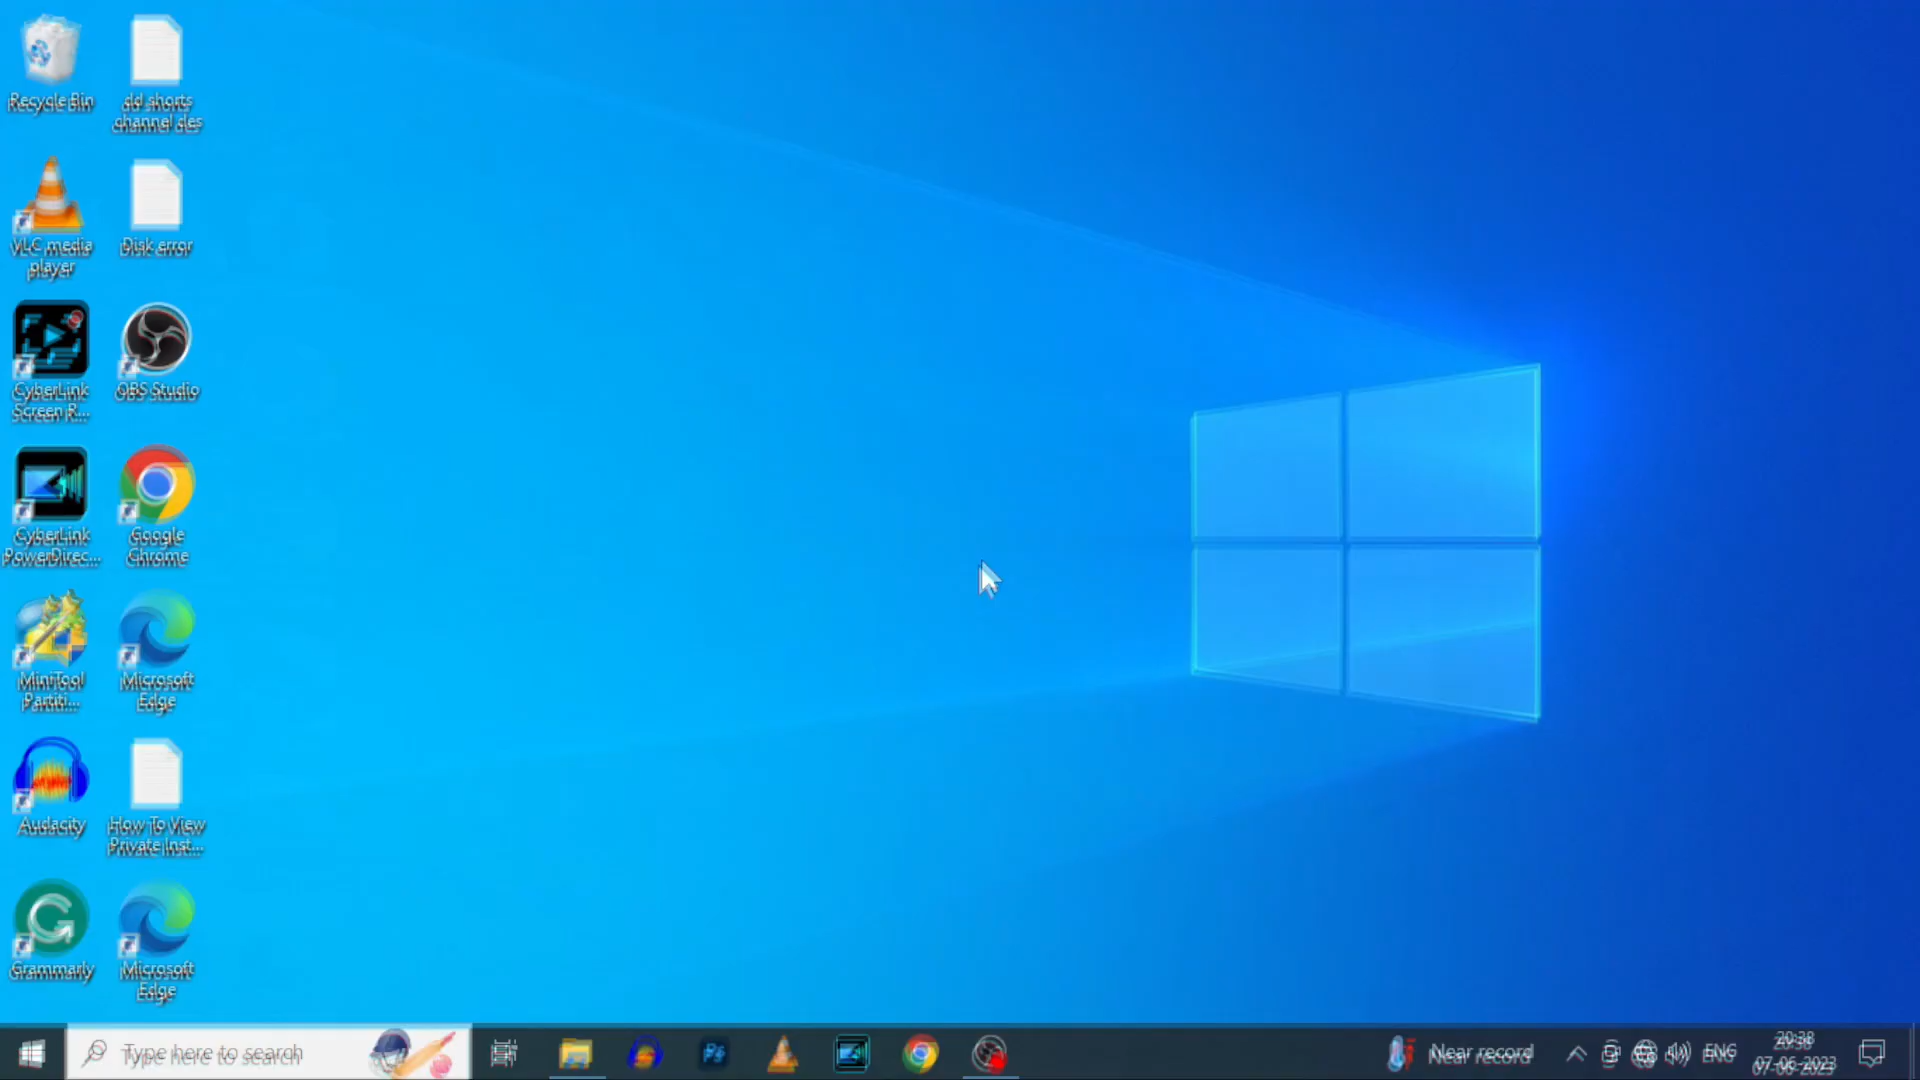 Recycle Bin
dd shorts
channel des
VLC media
player
Disk error
CyberLink
Screen R...
OBS Studio
CyberLink
PowerDirec...
Google
Chrome
MiniTool
Partiti...
Microsoft
Edge
Audacity
How To View
Private Inst...
Grammarly
Microsoft
Edge
Type here to search
Ps
Near record
ENG
20:38
07-06-2023